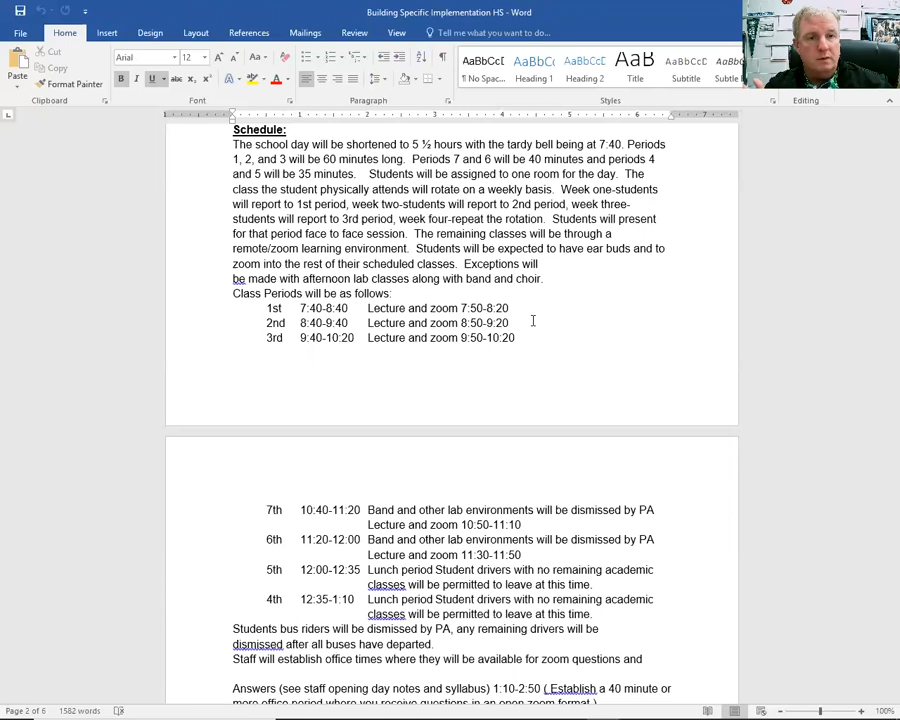 Building Specific Implementation HS - Word
File Home Insert Design Layout References Mailings Review View Tell me what you want to do...
Paste
Cut
Copy
Format Painter
Arial 12
AaBbCcDc AaBbCc AaBbCcC AaB AaBbCcC AaBb
¶ No Spac... Heading 1 Heading 2 Title Subtitle Subtle
Clipboard Font Paragraph Styles Editing
Schedule:
The school day will be shortened to 5 ½ hours with the tardy bell being at 7:40. Periods
1, 2, and 3 will be 60 minutes long. Periods 7 and 6 will be 40 minutes and periods 4
and 5 will be 35 minutes. Students will be assigned to one room for the day. The
class the student physically attends will rotate on a weekly basis. Week one-students
will report to 1st period, week two-students will report to 2nd period, week three-
students will report to 3rd period, week four-repeat the rotation. Students will present
for that period face to face session. The remaining classes will be through a
remote/zoom learning environment. Students will be expected to have ear buds and to
zoom into the rest of their scheduled classes. Exceptions will
be made with afternoon lab classes along with band and choir.
Class Periods will be as follows:
1st 7:40-8:40 Lecture and zoom 7:50-8:20
2nd 8:40-9:40 Lecture and zoom 8:50-9:20
3rd 9:40-10:20 Lecture and zoom 9:50-10:20
7th 10:40-11:20 Band and other lab environments will be dismissed by PA
Lecture and zoom 10:50-11:10
6th 11:20-12:00 Band and other lab environments will be dismissed by PA
Lecture and zoom 11:30-11:50
5th 12:00-12:35 Lunch period Student drivers with no remaining academic
classes will be permitted to leave at this time.
4th 12:35-1:10 Lunch period Student drivers with no remaining academic
classes will be permitted to leave at this time.
Students bus riders will be dismissed by PA, any remaining drivers will be
dismissed after all buses have departed.
Staff will establish office times where they will be available for zoom questions and
Answers (see staff opening day notes and syllabus) 1:10-2:50 ( Establish a 40 minute or
more office period where you receive questions in an open zoom format )
Page 2 of 6 1582 words 100%